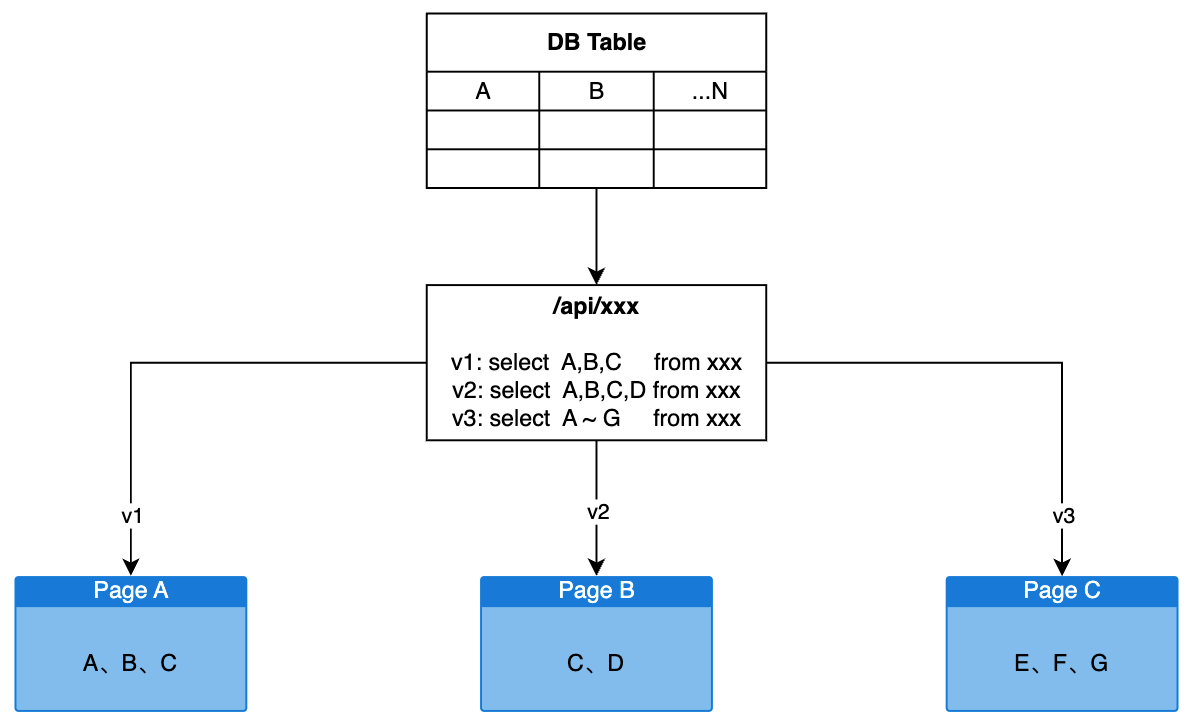 DB Table
A B ...N
/api/xxx
v1: select A,B,C from xxx
v2: select A,B,C,D from xxx
v3: select A ~ G from xxx
v1 v2 v3
Page A Page B Page C
A、B、C C、D E、F、G